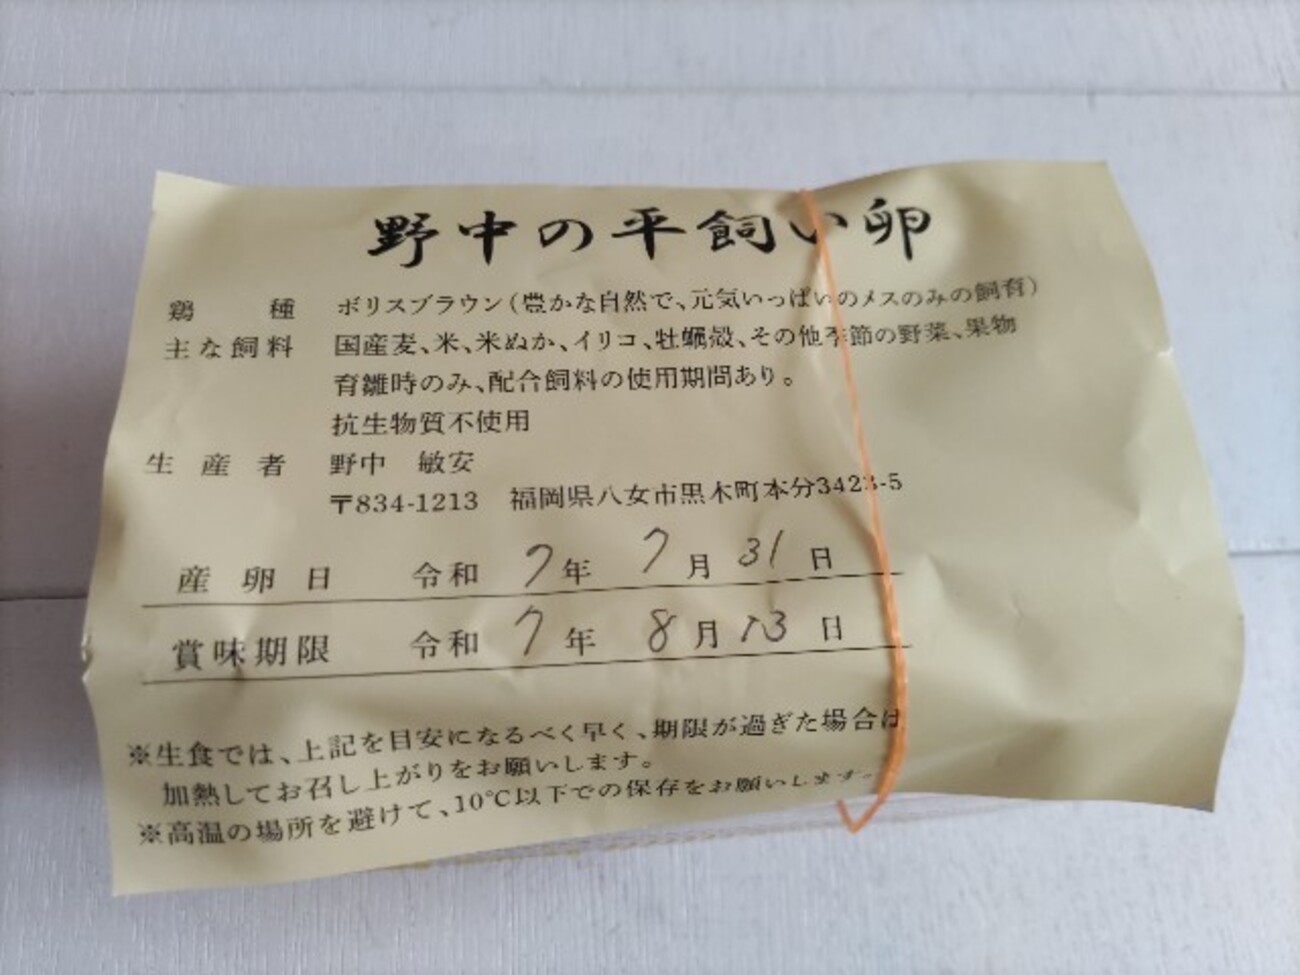 野中の平飼い卵
鶏種 ボリスブラウン(豊かな自然で、元気いっぱいのメスのみの飼育)
主な飼料 国産麦、米、米ぬか、イリコ、牡蠣殻、その他季節の野菜、果物
育雛時のみ、配合飼料の使用期間あり。
抗生物質不使用
生産者 野中 敏安
〒834-1213 福岡県八女市黒木町本分3423-5
産卵日 令和 7年 7月 31日
賞味期限 令和 7年 8月 13日
※生食では、上記を目安になるべく早く、期限が過ぎた場合は
加熱してお召し上がりをお願いします。
※高温の場所を避けて、10℃以下での保存をお願いします。